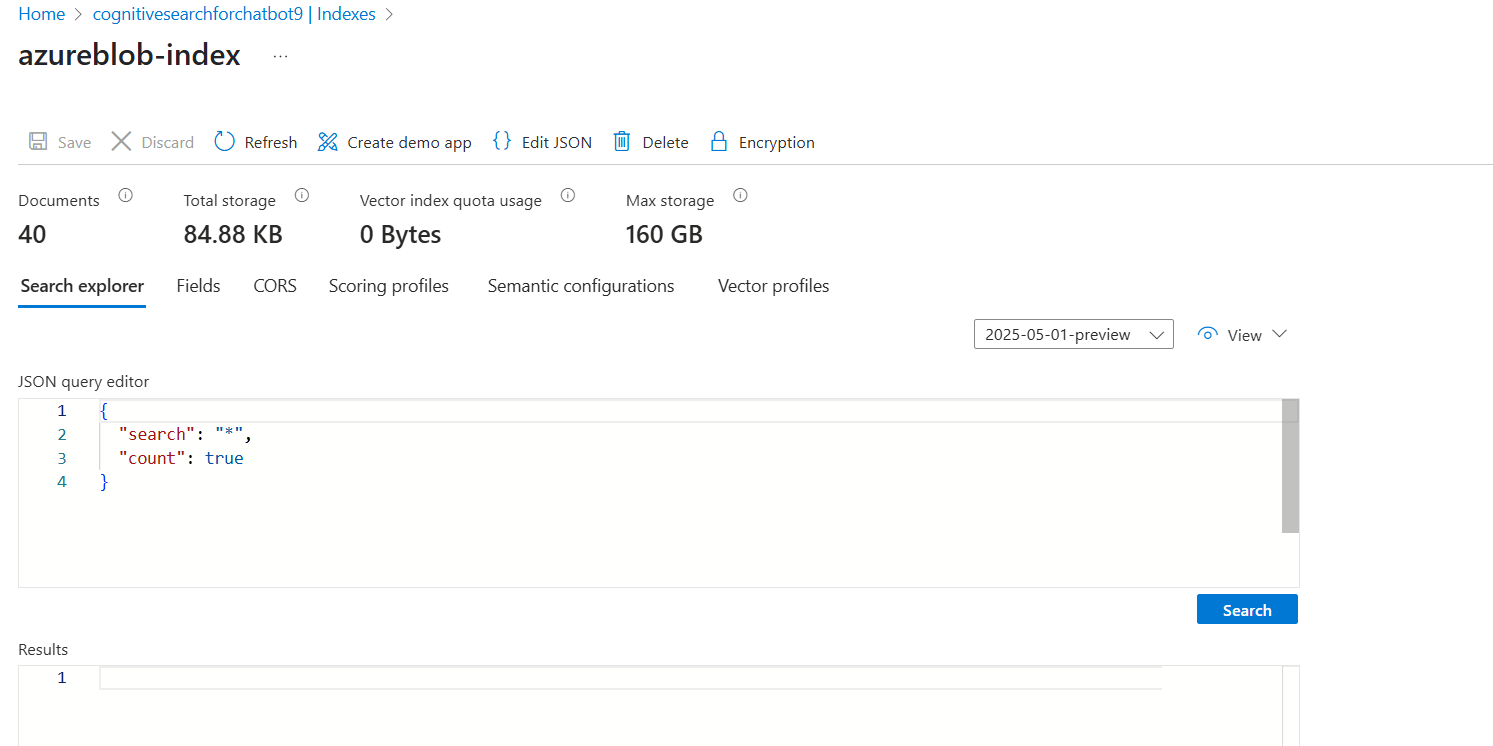 Home > cognitivesearchforchatbot9 | Indexes >
azureblob-index ...
Save Discard Refresh Create demo app {} Edit JSON Delete Encryption
Documents Total storage Vector index quota usage Max storage
40 84.88 KB 0 Bytes 160 GB
Search explorer Fields CORS Scoring profiles Semantic configurations Vector profiles
2025-05-01-preview View
JSON query editor
1 {
2 "search": "*",
3 "count": true
4 }
Search
Results
1